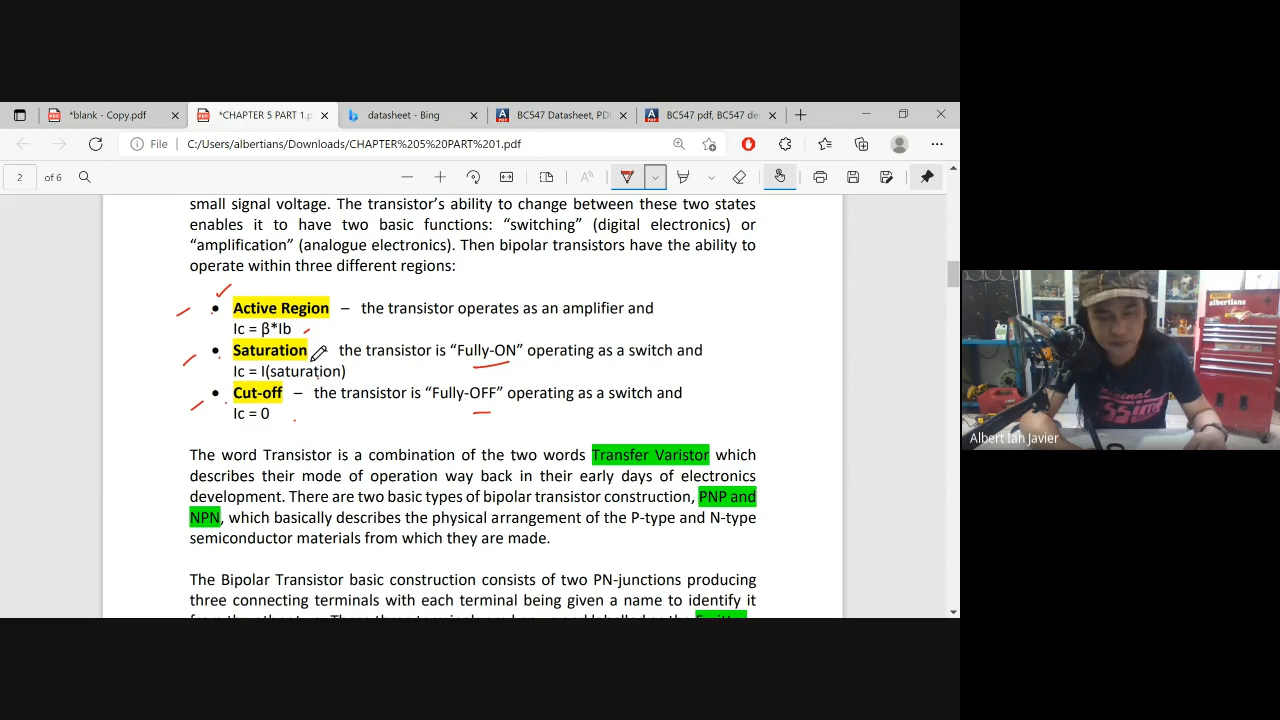 *blank - Copy.pdf
*CHAPTER 5 PART 1.p
datasheet - Bing
BC547 Datasheet, PDF
BC547 pdf, BC547 des
File
C:/Users/albertians/Downloads/CHAPTER%205%20PART%201.pdf
2 of 6
small signal voltage. The transistor's ability to change between these two states
enables it to have two basic functions: “switching” (digital electronics) or
“amplification” (analogue electronics). Then bipolar transistors have the ability to
operate within three different regions:
• Active Region – the transistor operates as an amplifier and
Ic = β*Ib
• Saturation the transistor is “Fully-ON” operating as a switch and
Ic = I(saturation)
• Cut-off – the transistor is “Fully-OFF” operating as a switch and
Ic = 0
The word Transistor is a combination of the two words Transfer Varistor which
describes their mode of operation way back in their early days of electronics
development. There are two basic types of bipolar transistor construction, PNP and
NPN, which basically describes the physical arrangement of the P-type and N-type
semiconductor materials from which they are made.
The Bipolar Transistor basic construction consists of two PN-junctions producing
three connecting terminals with each terminal being given a name to identify it
albertians
Albert Ian Javier